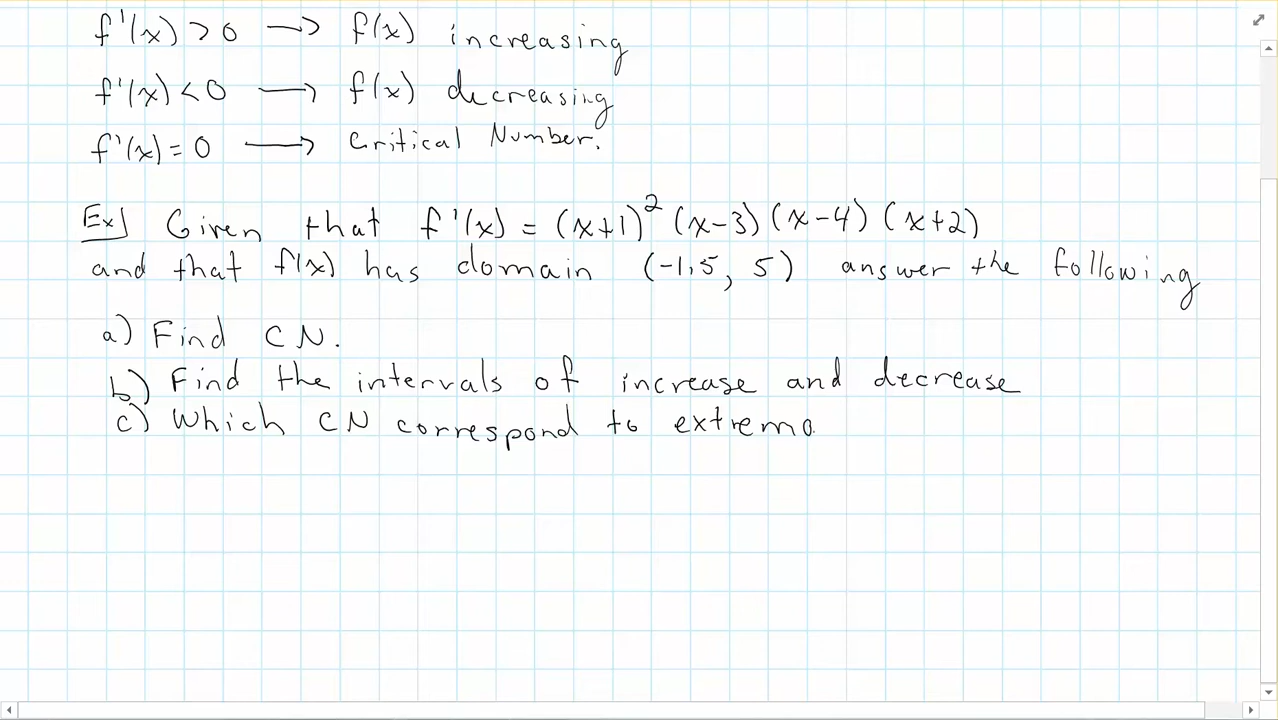 f'(x) > 0 → f(x) increasing
f'(x) < 0 → f(x) decreasing
f'(x) = 0 → Critical Number.
Ex] Given that f'(x) = (x+1)² (x-3) (x-4) (x+2)
and that f(x) has domain (-1.5, 5) answer the following
a) Find CN.
b) Find the intervals of increase and decrease
c) Which CN correspond to extrema